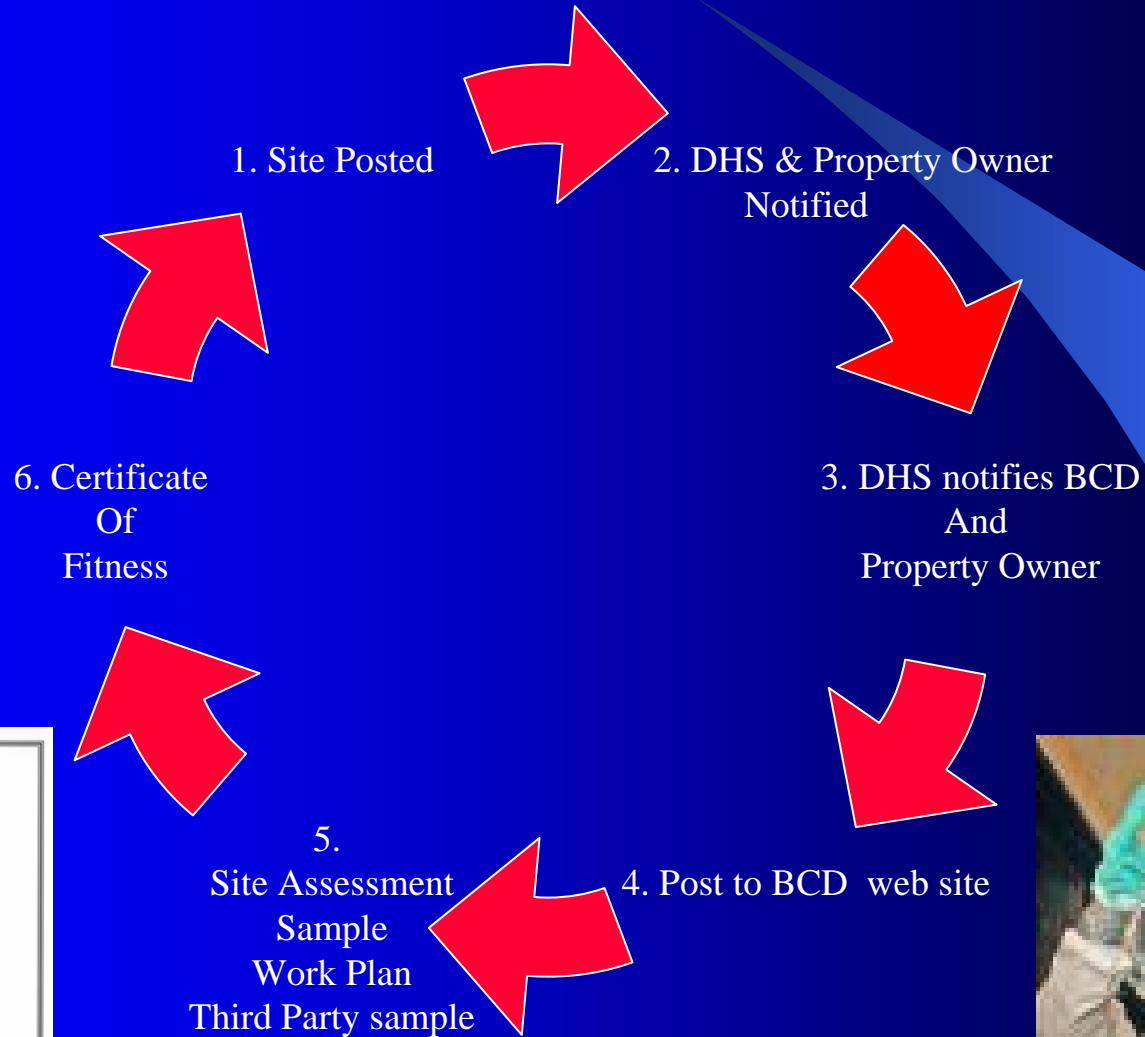 1. Site Posted
2. DHS & Property Owner
Notified
3. DHS notifies BCD
And
Property Owner
4. Post to BCD  web site
5.
Site Assessment
Sample
Work Plan
Third Party sample
6. Certificate
Of
Fitness